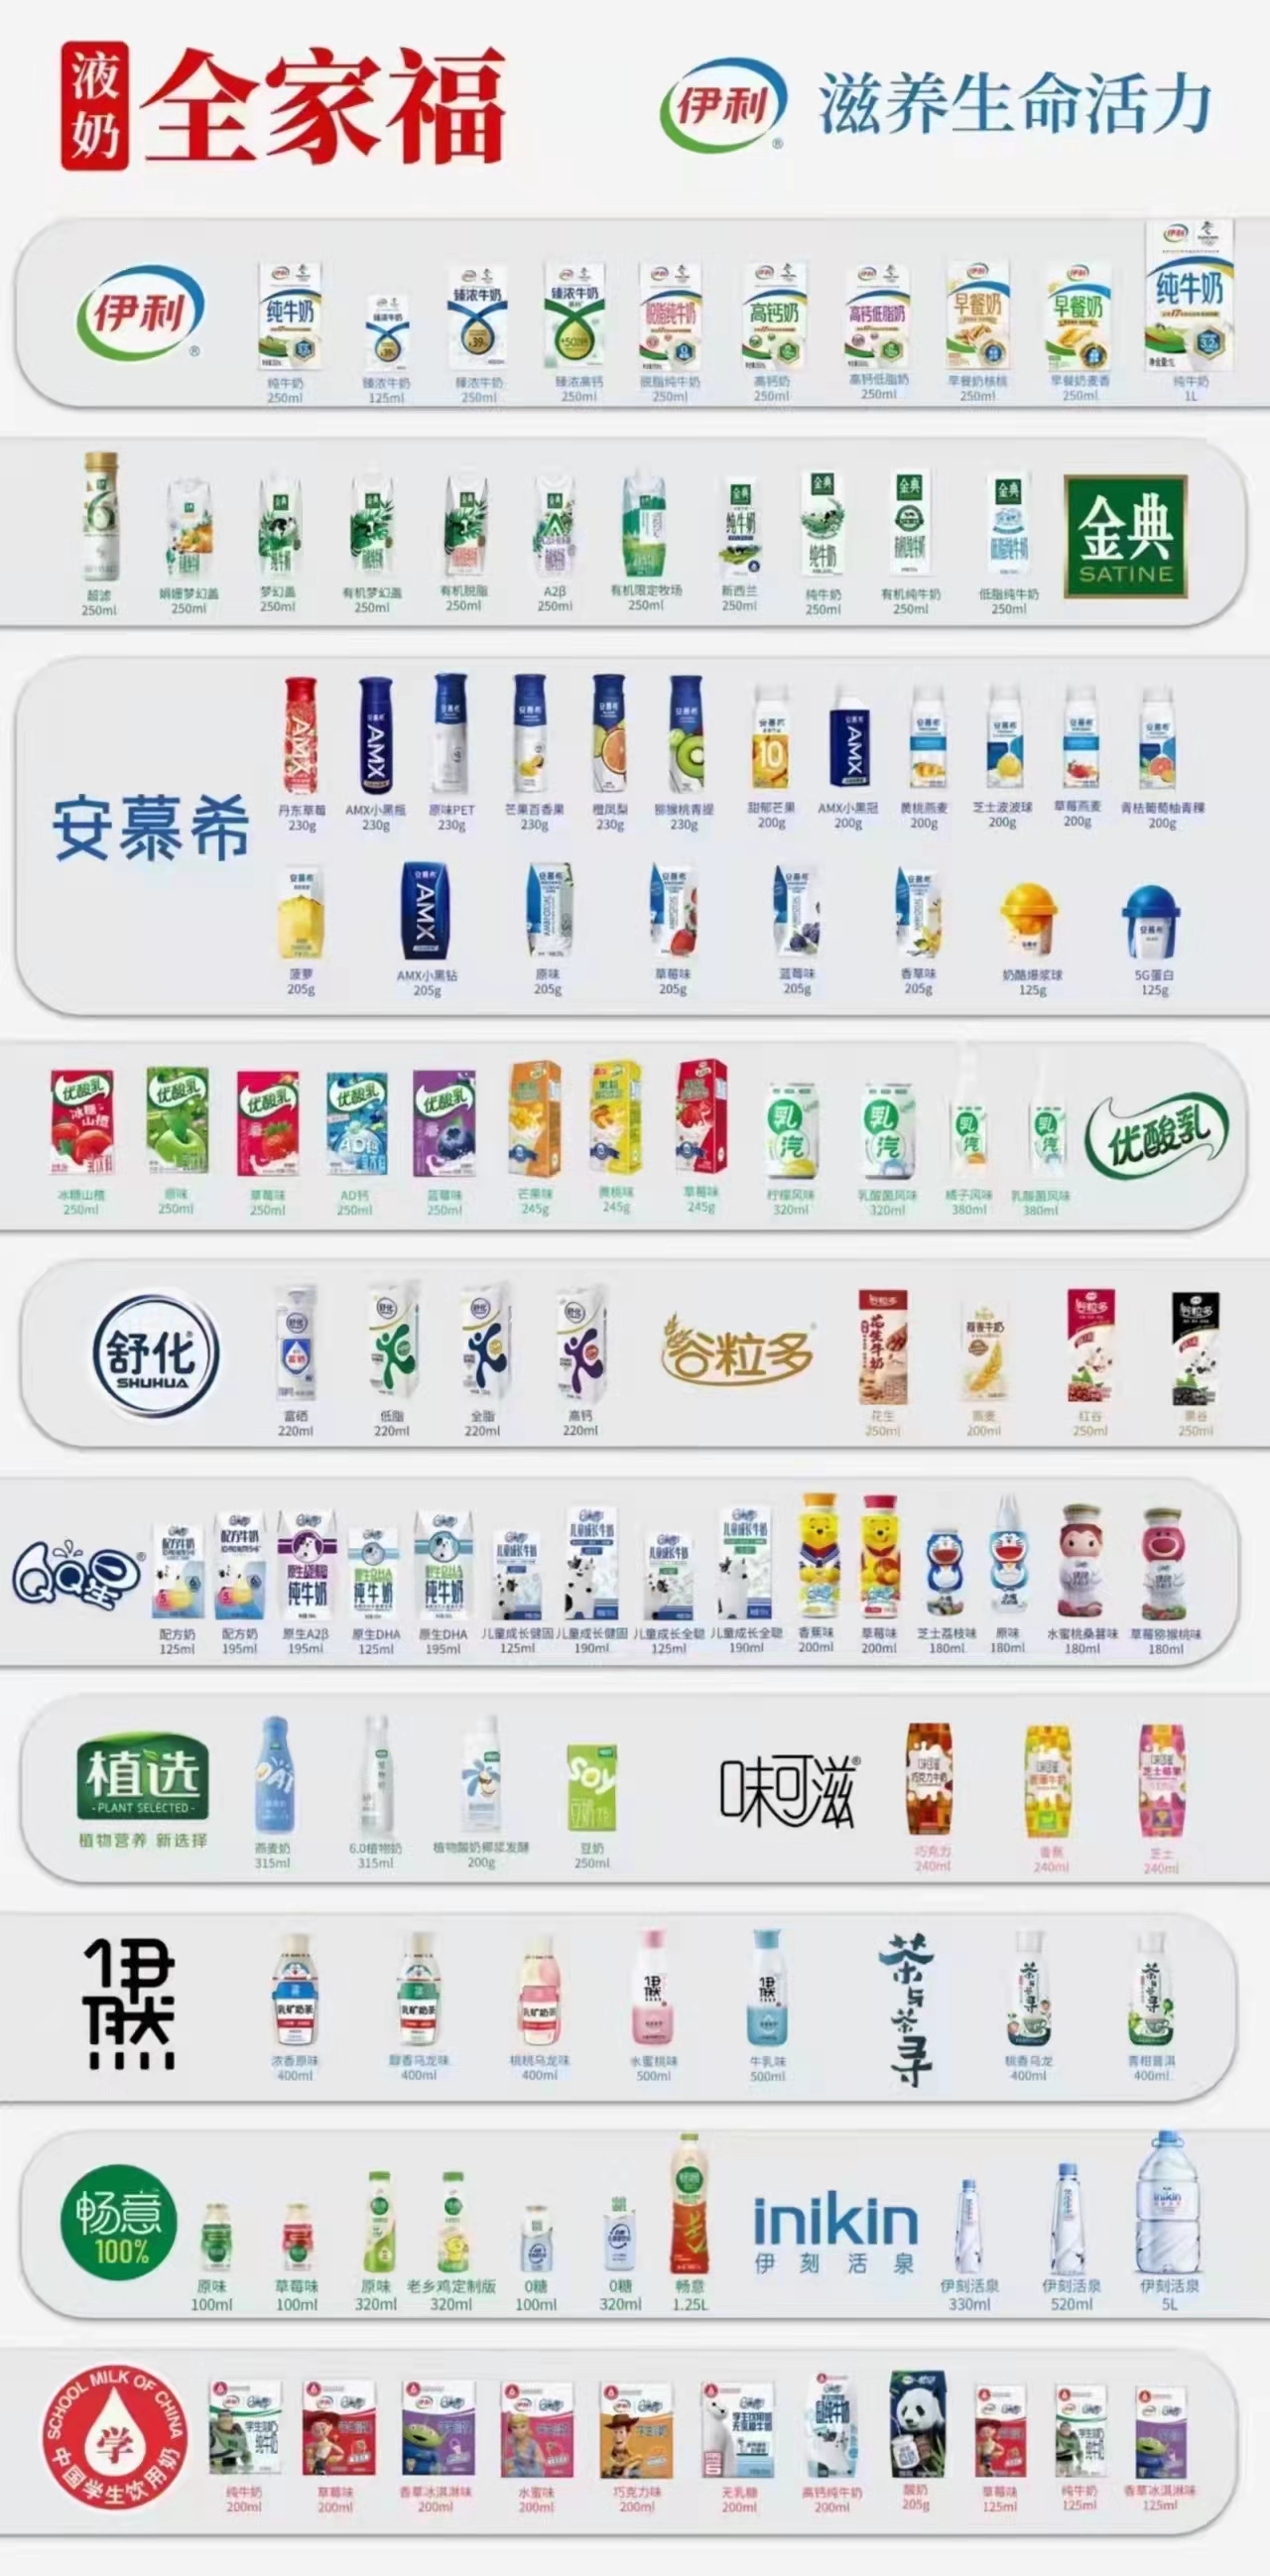 液奶
全家福
伊利
滋养生命活力
伊利
纯牛奶 250ml
臻浓牛奶 125ml
臻浓牛奶 250ml
臻浓高钙 250ml
脱脂纯牛奶 250ml
高钙奶 250ml
高钙低脂奶 250ml
早餐奶核桃 250ml
早餐奶麦香 250ml
纯牛奶 1L
超滤 250ml
娟姗梦幻盖 250ml
梦幻盖 250ml
有机梦幻盖 250ml
有机脱脂 250ml
A2β 250ml
有机限定牧场 250ml
新西兰 250ml
纯牛奶 250ml
有机纯牛奶 250ml
低脂纯牛奶 250ml
金典
SATINE
安慕希
丹东草莓 230g
AMX小黑瓶 230g
原味PET 230g
芒果百香果 230g
橙凤梨 230g
猕猴桃青提 230g
甜郁芒果 200g
AMX小黑冠 200g
黄桃燕麦 200g
芝士波波球 200g
草莓燕麦 200g
青桔葡萄柚青稞 200g
菠萝 205g
AMX小黑钻 205g
原味 205g
草莓味 205g
蓝莓味 205g
香草味 205g
奶酪爆浆球 125g
5G蛋白 125g
冰糖山楂 250ml
原味 250ml
草莓味 250ml
AD钙 250ml
蓝莓味 250ml
芒果味 245g
黄桃味 245g
草莓味 245g
柠檬风味 320ml
乳酸菌风味 320ml
橘子风味 380ml
乳酸菌风味 380ml
优酸乳
舒化
SHUHUA
富硒 220ml
低脂 220ml
全脂 220ml
高钙 220ml
谷粒多
花生 250ml
燕麦 200ml
红谷 250ml
黑谷 250ml
QQ星
配方奶 125ml
配方奶 195ml
原生A2β 195ml
原生DHA 125ml
原生DHA 195ml
儿童成长健固 125ml
儿童成长健固 190ml
儿童成长全聪 125ml
儿童成长全聪 190ml
香蕉味 200ml
草莓味 200ml
芝士荔枝味 180ml
原味 180ml
水蜜桃桑葚味 180ml
草莓猕猴桃味 180ml
植选
·PLANT SELECTED·
植物营养 新选择
燕麦奶 315ml
6.0植物奶 315ml
植物酸奶椰浆发酵 200g
豆奶 250ml
味可滋
巧克力 240ml
香蕉 240ml
芝士 240ml
伊然
浓香原味 400ml
醇香乌龙味 400ml
桃桃乌龙味 400ml
水蜜桃味 500ml
牛乳味 500ml
茶与茶寻
桃香乌龙 400ml
青柑普洱 400ml
畅意
100%
原味 100ml
草莓味 100ml
原味 320ml
老乡鸡定制版 320ml
0糖 100ml
0糖 320ml
畅意 1.25L
inikin
伊刻活泉
伊刻活泉 330ml
伊刻活泉 520ml
伊刻活泉 5L
SCHOOL MILK OF CHINA
学
中国学生饮用奶
纯牛奶 200ml
草莓味 200ml
香草冰淇淋味 200ml
水蜜味 200ml
巧克力味 200ml
无乳糖 200ml
高钙纯牛奶 200ml
酸奶 205g
草莓味 125ml
纯牛奶 125ml
香草冰淇淋味 125ml